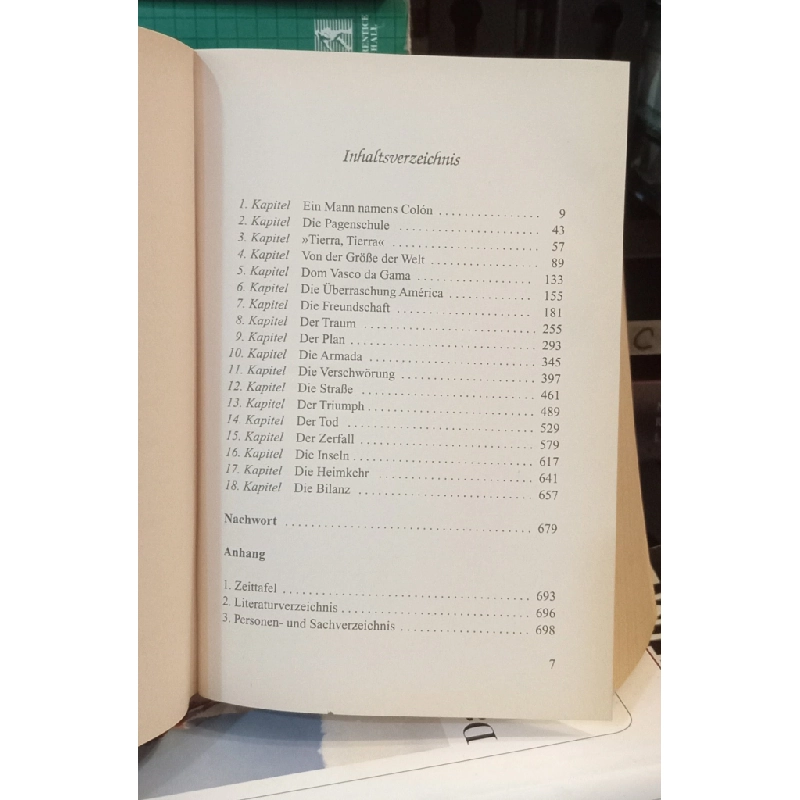 PRENTICE
HALL
Inhaltsverzeichnis
1. Kapitel Ein Mann namens Colón ................ 9
2. Kapitel Die Pagenschule ................ 43
3. Kapitel »Tierra, Tierra« ................ 57
4. Kapitel Von der Größe der Welt ................ 89
5. Kapitel Dom Vasco da Gama ................ 133
6. Kapitel Die Überraschung América ................ 155
7. Kapitel Die Freundschaft ................ 181
8. Kapitel Der Traum ................ 255
9. Kapitel Der Plan ................ 293
10. Kapitel Die Armada ................ 345
11. Kapitel Die Verschwörung ................ 397
12. Kapitel Die Straße ................ 461
13. Kapitel Der Triumph ................ 489
14. Kapitel Der Tod ................ 529
15. Kapitel Der Zerfall ................ 579
16. Kapitel Die Inseln ................ 617
17. Kapitel Die Heimkehr ................ 641
18. Kapitel Die Bilanz ................ 657
Nachwort ................ 679
Anhang
1. Zeittafel ................ 693
2. Literaturverzeichnis ................ 696
3. Personen- und Sachverzeichnis ................ 698
7
C